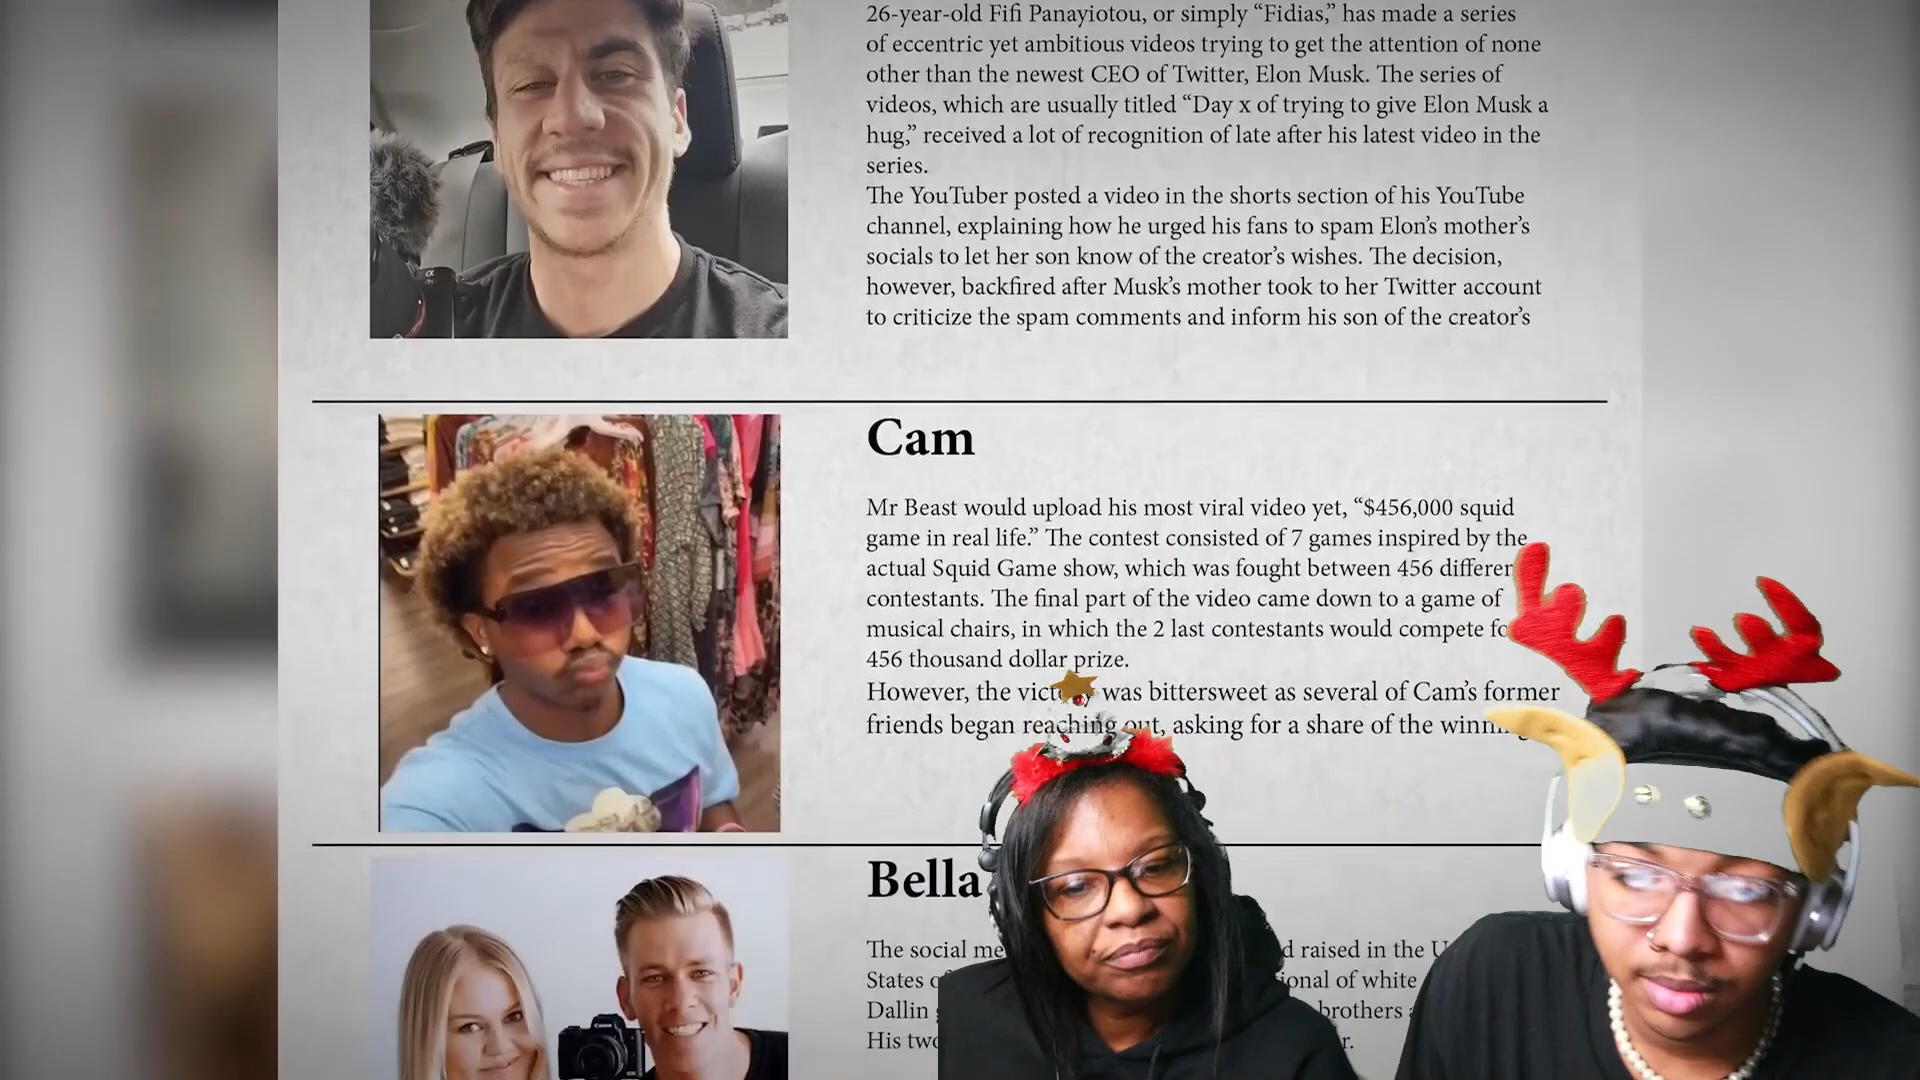 26-year-old Fifi Panayiotou, or simply “Fidias,” has made a series
of eccentric yet ambitious videos trying to get the attention of none
other than the newest CEO of Twitter, Elon Musk. The series of
videos, which are usually titled “Day x of trying to give Elon Musk a
hug,” received a lot of recognition of late after his latest video in the
series.
The YouTuber posted a video in the shorts section of his YouTube
channel, explaining how he urged his fans to spam Elon’s mother’s
socials to let her son know of the creator’s wishes. The decision,
however, backfired after Musk’s mother took to her Twitter account
to criticize the spam comments and inform his son of the creator’s
Cam
Mr Beast would upload his most viral video yet, “$456,000 squid
game in real life.” The contest consisted of 7 games inspired by the
actual Squid Game show, which was fought between 456 differen
contestants. The final part of the video came down to a game of
musical chairs, in which the 2 last contestants would compete fo
456 thousand dollar prize.
However, the was bittersweet as several of Cam’s former
friends began reaching out, asking for a share of the
Bella
The social me d raised in the U
States of white
Dallin brothers
His two
Canon